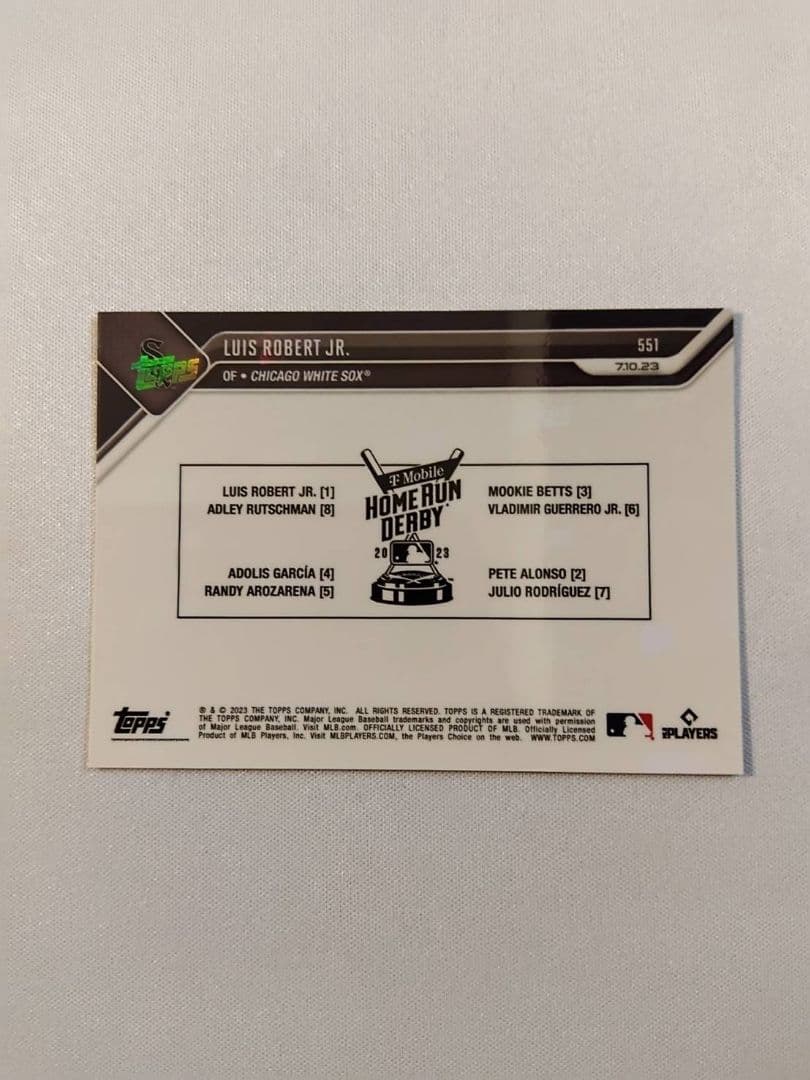 LUIS ROBERT JR.
551
OF • CHICAGO WHITE SOX®
7.10.23
TOPPS
T Mobile
HOME RUN
DERBY
20 23
LUIS ROBERT JR. [1]
ADLEY RUTSCHMAN [8]
ADOLIS GARCÍA [4]
RANDY AROZARENA [5]
MOOKIE BETTS [3]
VLADIMIR GUERRERO JR. [6]
PETE ALONSO [2]
JULIO RODRÍGUEZ [7]
Topps
® & © 2023 THE TOPPS COMPANY, INC. ALL RIGHTS RESERVED. TOPPS IS A REGISTERED TRADEMARK OF
THE TOPPS COMPANY, INC. Major League Baseball trademarks and copyrights are used with permission
of Major League Baseball. Visit MLB.com. OFFICIALLY LICENSED PRODUCT OF MLB. Officially Licensed
Product of MLB Players, Inc. Visit MLBPLAYERS.COM, the Players Choice on the web. WWW.TOPPS.COM
PLAYERS